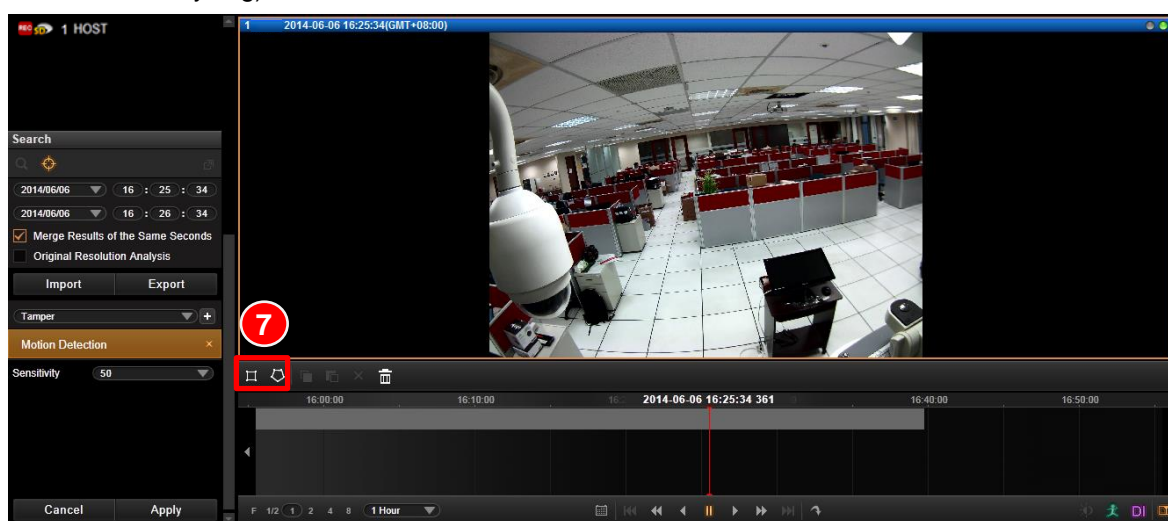 REC SD 1 HOST
1 2014-06-06 16:25:34(GMT+08:00)
Search
2014/06/06 16 : 25 : 34
2014/06/06 16 : 26 : 34
Merge Results of the Same Seconds
Original Resolution Analysis
Import Export
Tamper +
7
Motion Detection ×
Sensitivity 50
16:00:00 16:10:00 2014-06-06 16:25:34 361 16:40:00 16:50:00
Cancel Apply
F 1/2 1 2 4 8 1 Hour
DI